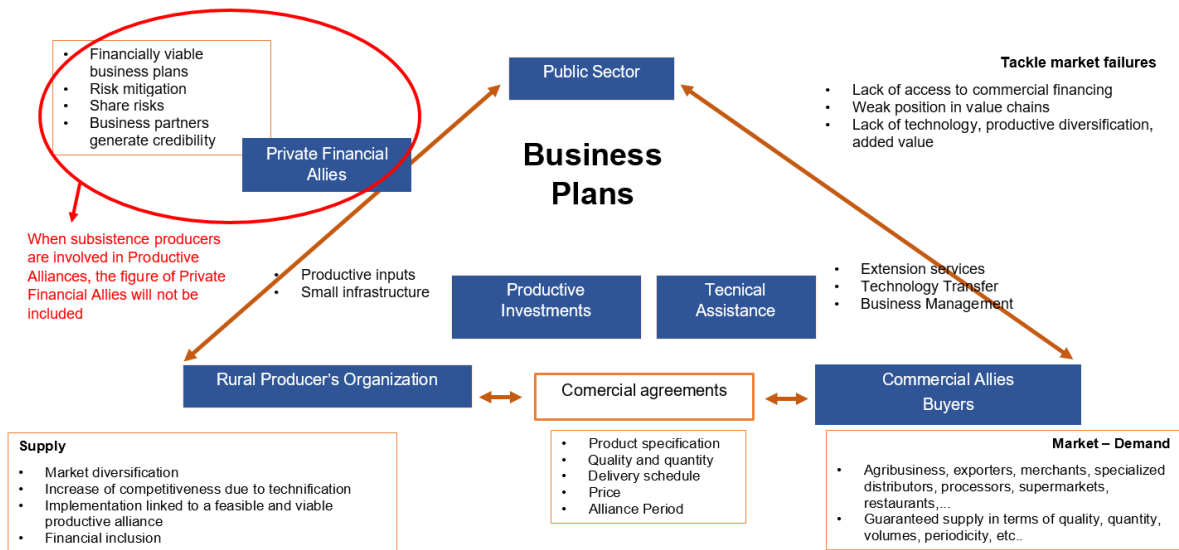 • Financially viable
business plans
• Risk mitigation
• Share risks
• Business partners
generate credibility
Private Financial
Allies
When subsistence producers
are involved in Productive
Alliances, the figure of Private
Financial Allies will not be
included
Public Sector
Business
Plans
Tackle market failures
• Lack of access to commercial financing
• Weak position in value chains
• Lack of technology, productive diversification,
added value
• Productive inputs
• Small infrastructure
Productive
Investments
Tecnical
Assistance
• Extension services
• Technology Transfer
• Business Management
Rural Producer's Organization
Comercial agreements
Commercial Allies
Buyers
Supply
• Market diversification
• Increase of competitiveness due to technification
• Implementation linked to a feasible and viable
productive alliance
• Financial inclusion
• Product specification
• Quality and quantity
• Delivery schedule
• Price
• Alliance Period
Market – Demand
• Agribusiness, exporters, merchants, specialized
distributors, processors, supermarkets,
restaurants,...
• Guaranteed supply in terms of quality, quantity,
volumes, periodicity, etc..